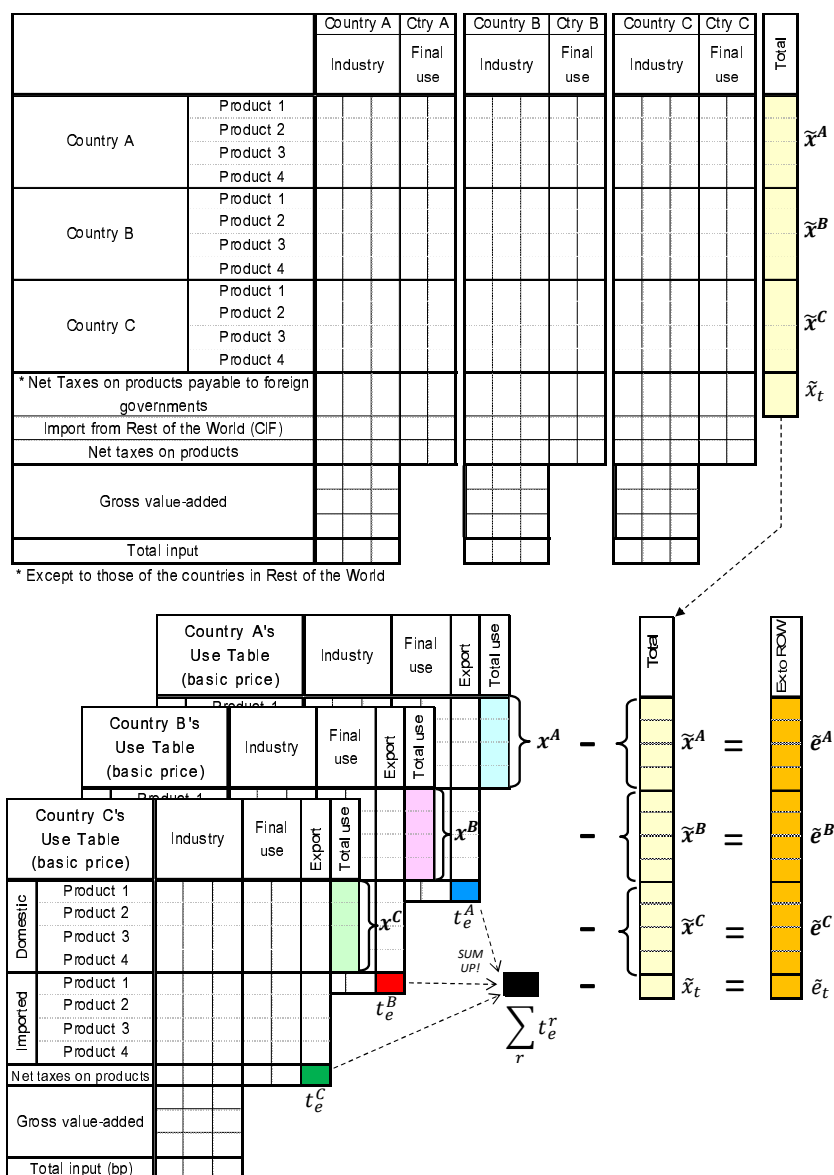 Country A Ctry A Country B Ctry B Country C Ctry C Total
Industry Final use Industry Final use Industry Final use
Country A
Product 1
Product 2
Product 3
Product 4
x̃^A
Country B
Product 1
Product 2
Product 3
Product 4
x̃^B
Country C
Product 1
Product 2
Product 3
Product 4
x̃^C
* Net Taxes on products payable to foreign
governments
x̃_t
Import from Rest of the World (CIF)
Net taxes on products
Gross value-added
Total input
* Except to those of the countries in Rest of the World
Country A's
Use Table
(basic price)
Industry
Final
use
Export
Total use
Total
Ex to ROW
Product 1
x^A - x̃^A = ẽ^A
Country B's
Use Table
(basic price)
Industry
Final
use
Export
Total use
Product 1
x^B - x̃^B = ẽ^B
Country C's
Use Table
(basic price)
Industry
Final
use
Export
Total use
Domestic
Product 1
Product 2
Product 3
Product 4
x^C - x̃^C = ẽ^C
t_e^A
SUM
UP!
Imported
Product 1
Product 2
Product 3
Product 4
t_e^B
- x̃_t = ẽ_t
∑_r t_e^r
Net taxes on products
t_e^C
Gross value-added
Total input (bp)